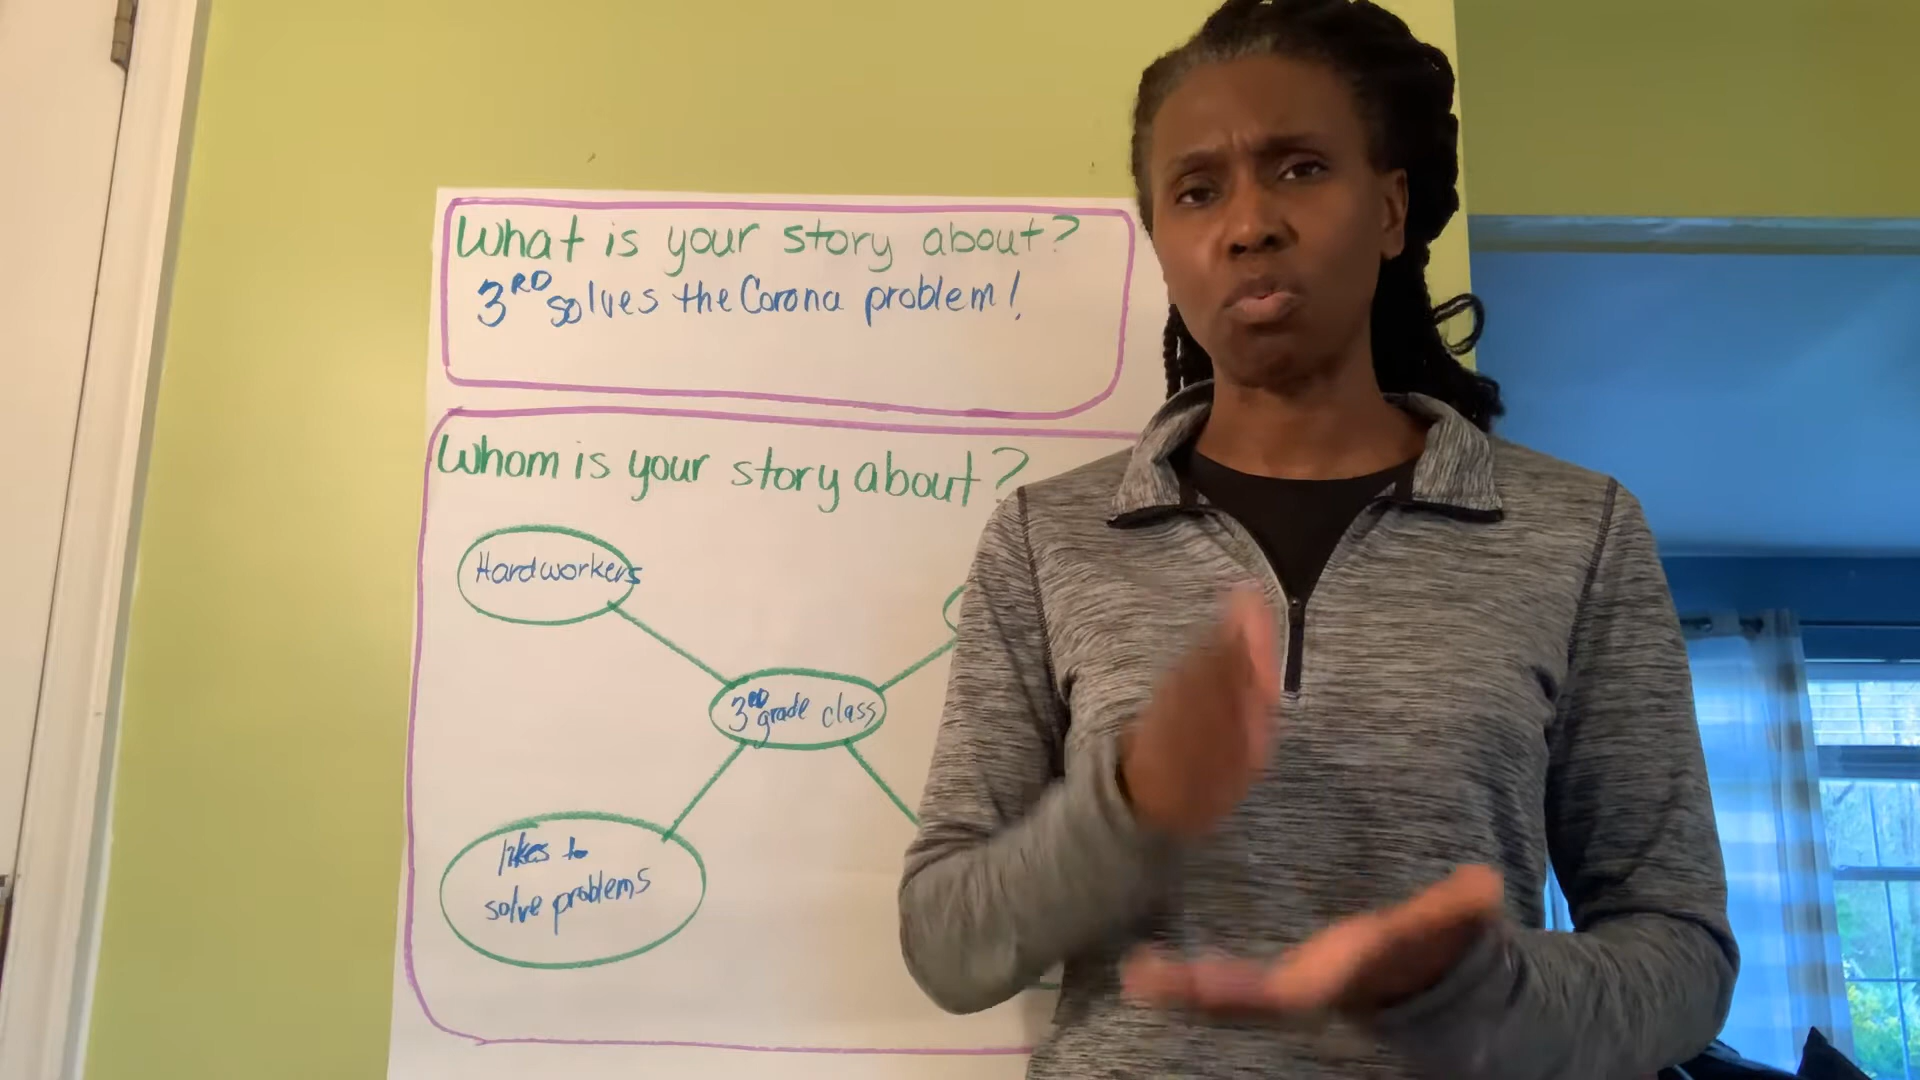 What is your story about?
3RD solves the Corona problem!
Whom is your story about?
Hardworkers
3RD grade class
likes to
solve problems